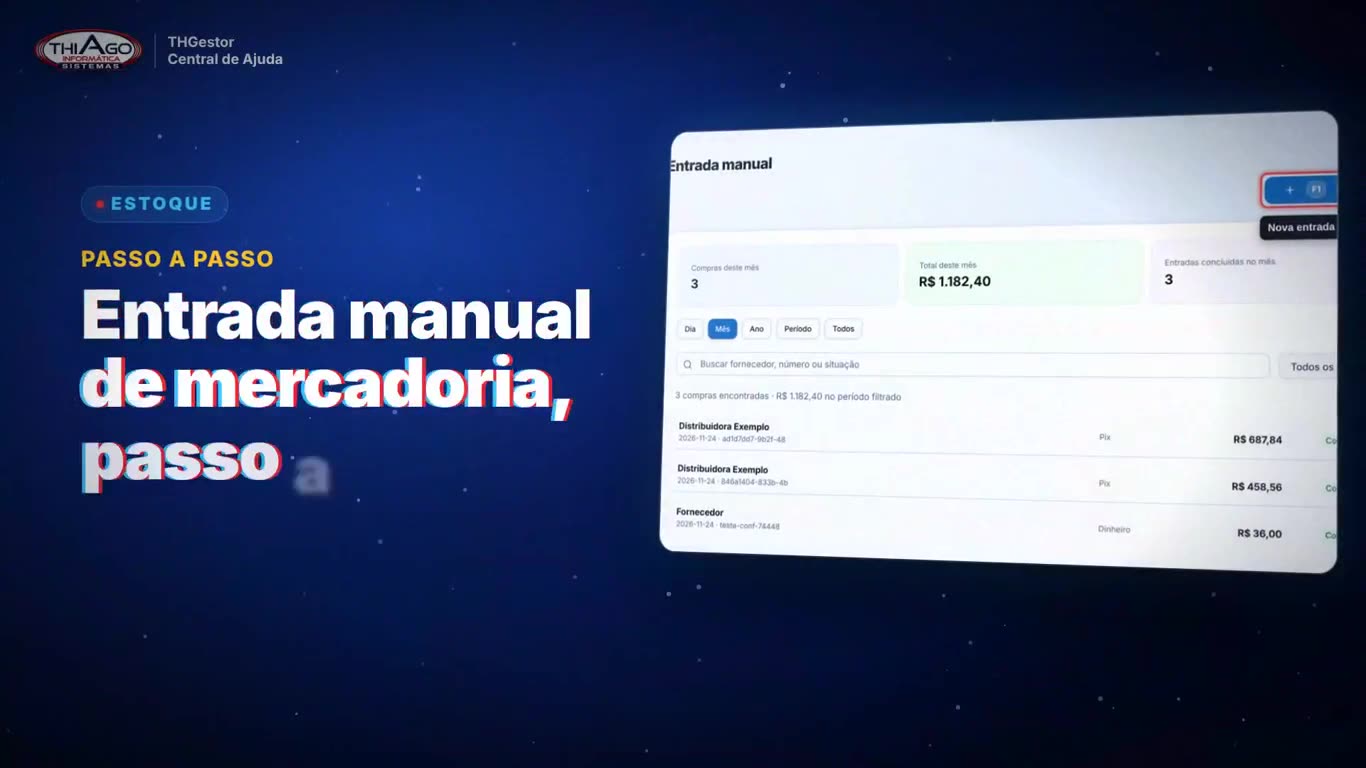 THIAGO
INFORMÁTICA
SISTEMAS
THGestor
Central de Ajuda
ESTOQUE
PASSO A PASSO
Entrada manual
de mercadoria,
passo a
Entrada manual
+ F1
Nova entrada
Compras deste mês
3
Total deste mês
R$ 1.182,40
Entradas concluídas no mês
3
Dia Mês Ano Período Todos
Buscar fornecedor, número ou situação
Todos os
3 compras encontradas · R$ 1.182,40 no período filtrado
Distribuidora Exemplo
2026-11-24 · ad1d7dd7-9b2f-48
Pix
R$ 687,84
Co
Distribuidora Exemplo
2026-11-24 · 846a1404-833b-4b
Pix
R$ 458,56
Co
Fornecedor
2026-11-24 · teste-conf-74448
Dinheiro
R$ 36,00
Co